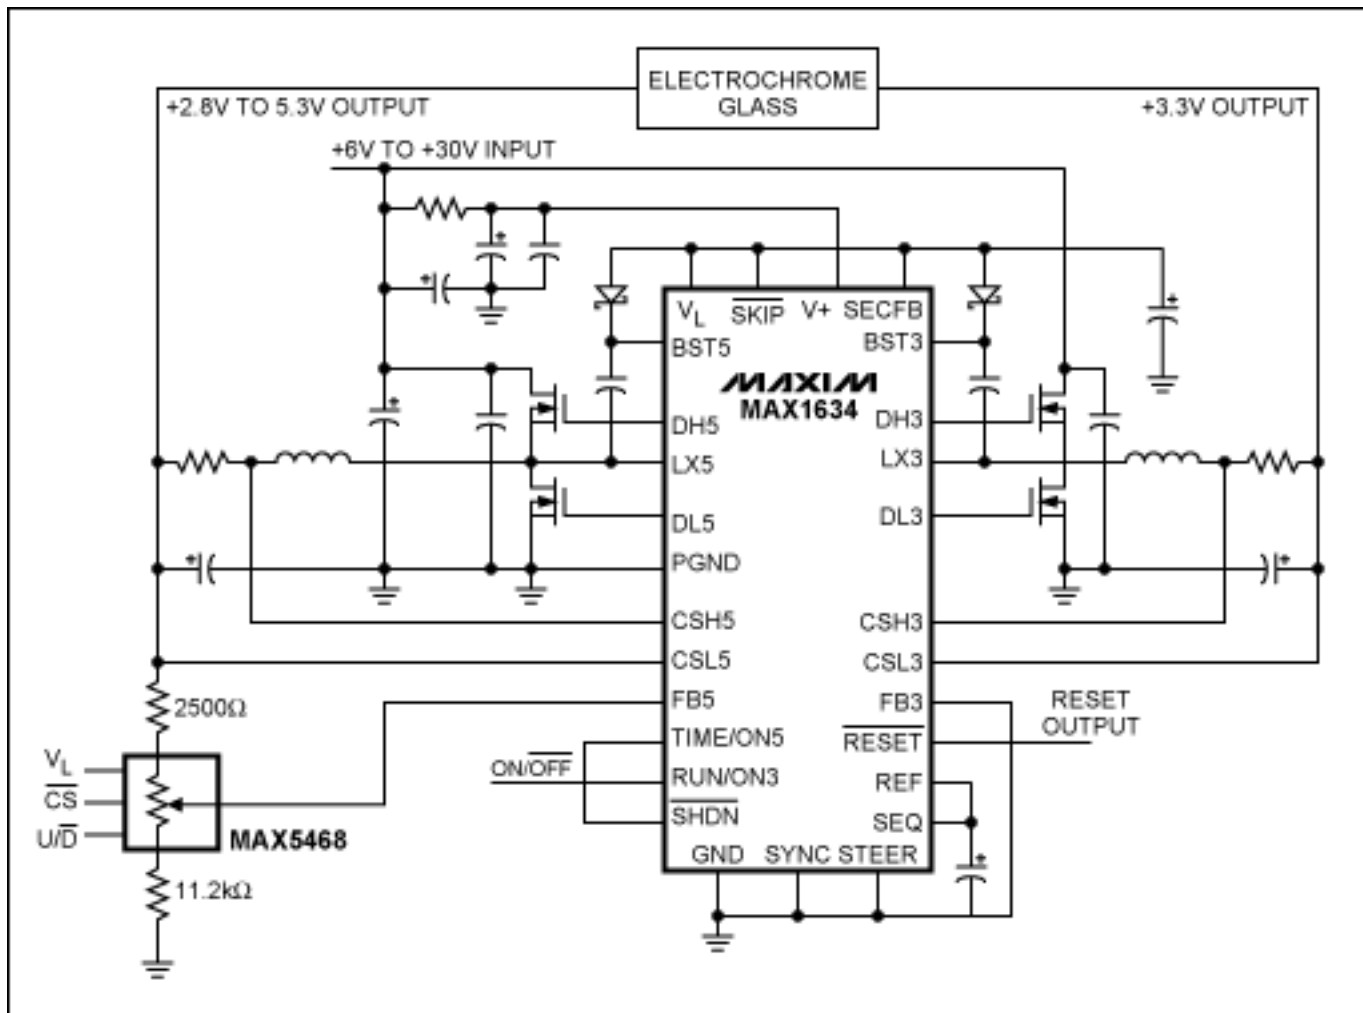 ELECTROCHROME
GLASS
+2.8V TO 5.3V OUTPUT
+3.3V OUTPUT
+6V TO +30V INPUT
+
+
+
+
+
+
+
+
VL
SKIP
V+
SECFB
BST5
BST3
MAXIM
MAX1634
DH5
DH3
LX5
LX3
DL5
DL3
PGND
CSH5
CSH3
CSL5
CSL3
FB5
FB3
TIME/ON5
RESET
RUN/ON3
REF
SHDN
SEQ
GND
SYNC
STEER
RESET
OUTPUT
ON/OFF
2500Ω
VL
CS
U/D
MAX5468
11.2kΩ